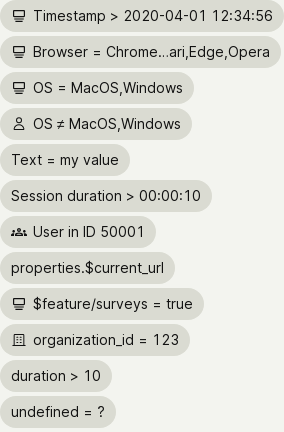 Timestamp > 2020-04-01 12:34:56
Browser = Chrome...ari,Edge,Opera
OS = MacOS,Windows
OS ≠ MacOS,Windows
Text = my value
Session duration > 00:00:10
User in ID 50001
properties.$current_url
$feature/surveys = true
organization_id = 123
duration > 10
undefined = ?